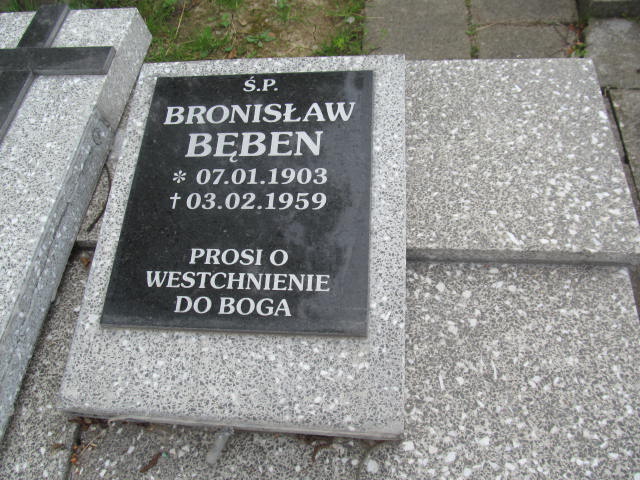 Ś.P.
BRONISŁAW
BĘBEN
* 07.01.1903
† 03.02.1959
PROSI O
WESTCHNIENIE
DO BOGA